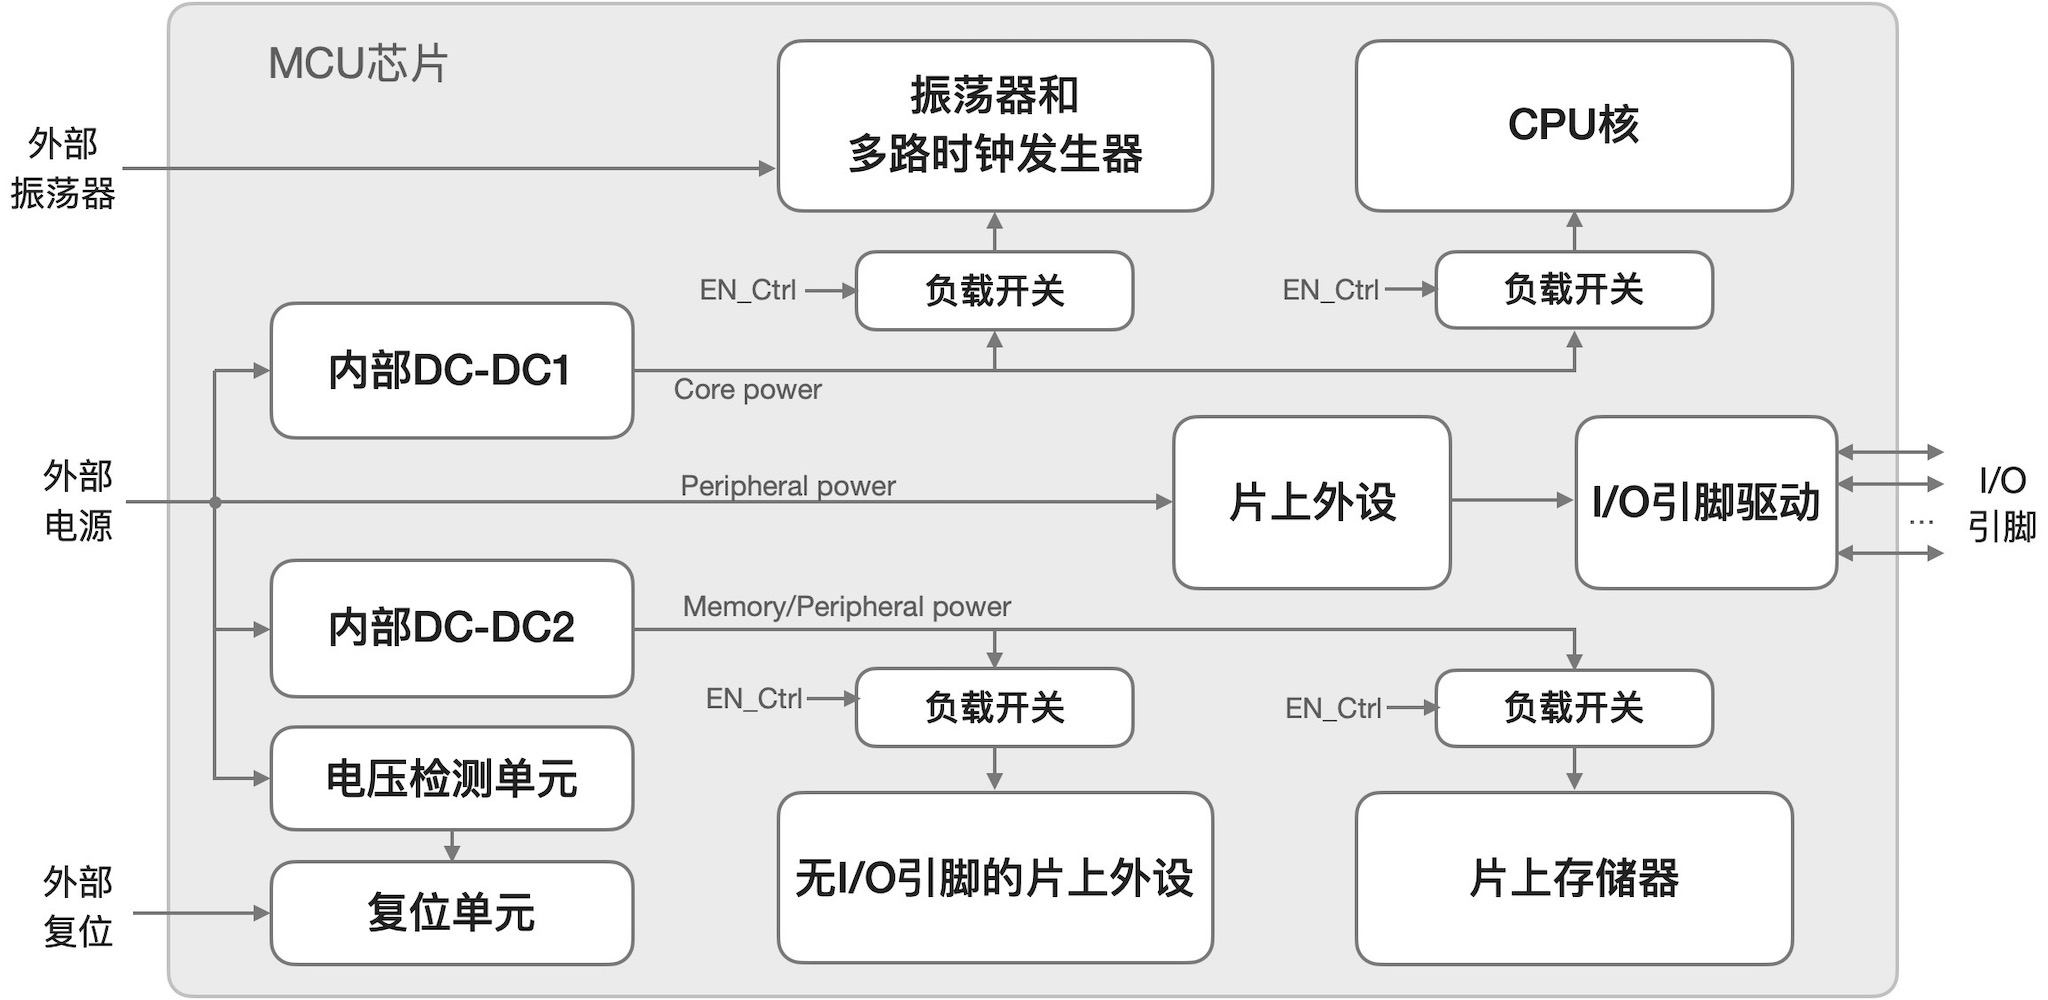 MCU芯片
振荡器和
多路时钟发生器
CPU核
外部
振荡器
EN_Ctrl
负载开关
EN_Ctrl
负载开关
内部DC-DC1
Core power
外部
电源
Peripheral power
片上外设
I/O引脚驱动
I/O
...
引脚
内部DC-DC2
Memory/Peripheral power
EN_Ctrl
负载开关
EN_Ctrl
负载开关
电压检测单元
外部
复位
复位单元
无I/O引脚的片上外设
片上存储器